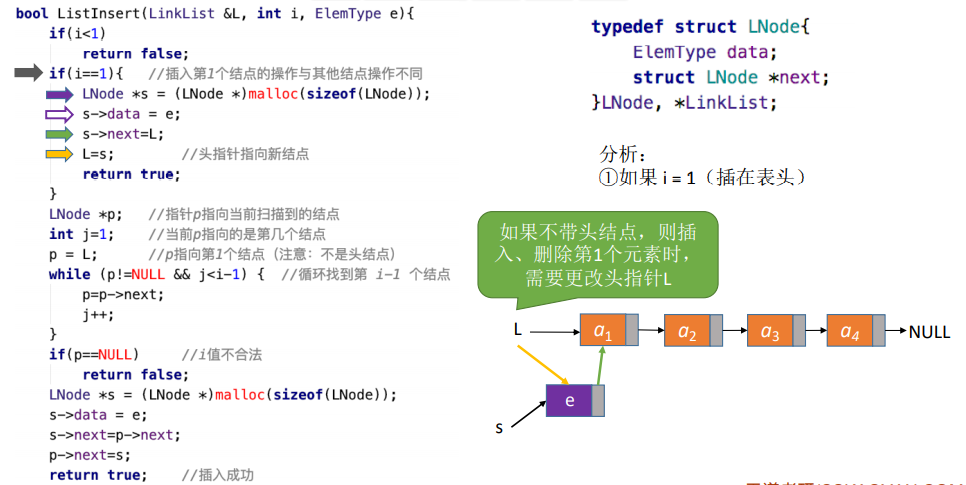 bool ListInsert(LinkList &L, int i, ElemType e){
if(i<1)
return false;
if(i==1){ //插入第1个结点的操作与其他结点操作不同
LNode *s = (LNode *)malloc(sizeof(LNode));
s->data = e;
s->next=L;
L=s; //头指针指向新结点
return true;
}
LNode *p; //指针p指向当前扫描到的结点
int j=1; //当前p指向的是第几个结点
p = L; //p指向第1个结点（注意：不是头结点）
while (p!=NULL && j<i-1) { //循环找到第 i-1 个结点
p=p->next;
j++;
}
if(p==NULL) //i值不合法
return false;
LNode *s = (LNode *)malloc(sizeof(LNode));
s->data = e;
s->next=p->next;
p->next=s;
return true; //插入成功
typedef struct LNode{
ElemType data;
struct LNode *next;
}LNode, *LinkList;
分析：
①如果 i = 1（插在表头）
如果不带头结点，则插
入、删除第1个元素时，
需要更改头指针L
L
a1
a2
a3
a4
NULL
e
s